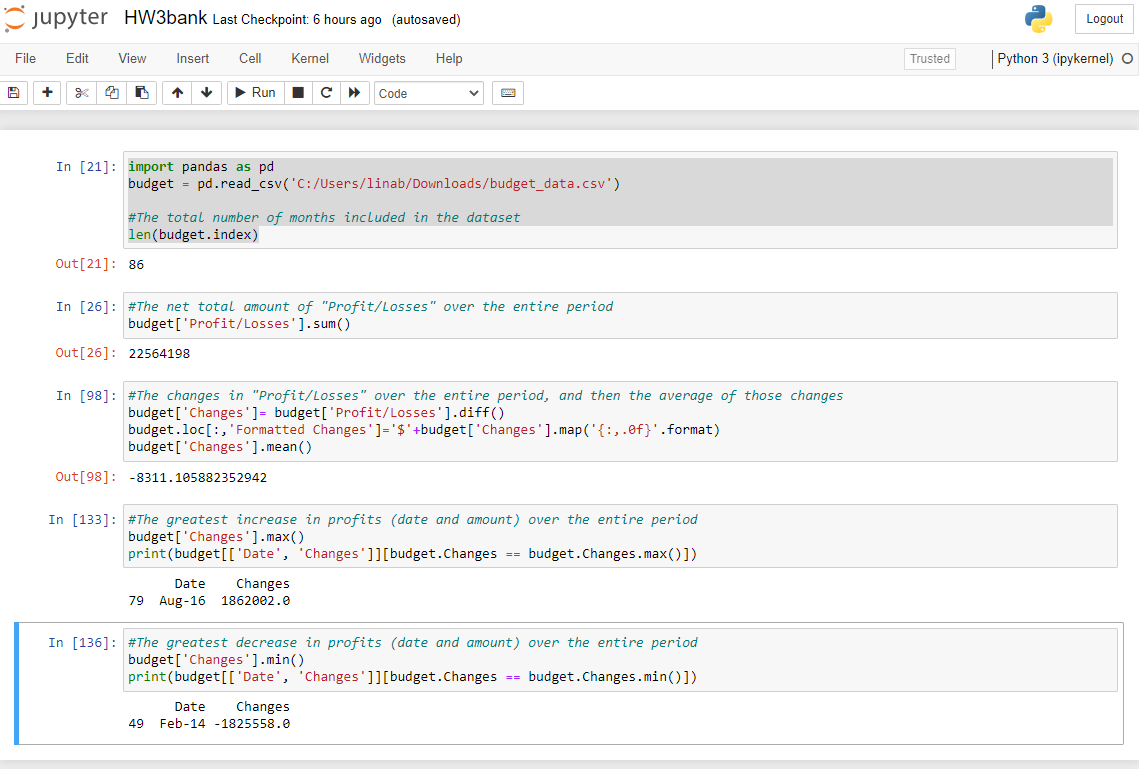 jupyter HW3bank Last Checkpoint: 6 hours ago (autosaved)
Logout
File Edit View Insert Cell Kernel Widgets Help
Trusted
Python 3 (ipykernel)
Run
Code
In [21]: import pandas as pd
budget = pd.read_csv('C:/Users/linab/Downloads/budget_data.csv')
#The total number of months included in the dataset
len(budget.index)
Out[21]: 86
In [26]: #The net total amount of "Profit/Losses" over the entire period
budget['Profit/Losses'].sum()
Out[26]: 22564198
In [98]: #The changes in "Profit/Losses" over the entire period, and then the average of those changes
budget['Changes']= budget['Profit/Losses'].diff()
budget.loc[:,'Formatted Changes']='$'+budget['Changes'].map('{:,.0f}'.format)
budget['Changes'].mean()
Out[98]: -8311.105882352942
In [133]: #The greatest increase in profits (date and amount) over the entire period
budget['Changes'].max()
print(budget[['Date', 'Changes']][budget.Changes == budget.Changes.max()])
Date Changes
79 Aug-16 1862002.0
In [136]: #The greatest decrease in profits (date and amount) over the entire period
budget['Changes'].min()
print(budget[['Date', 'Changes']][budget.Changes == budget.Changes.min()])
Date Changes
49 Feb-14 -1825558.0